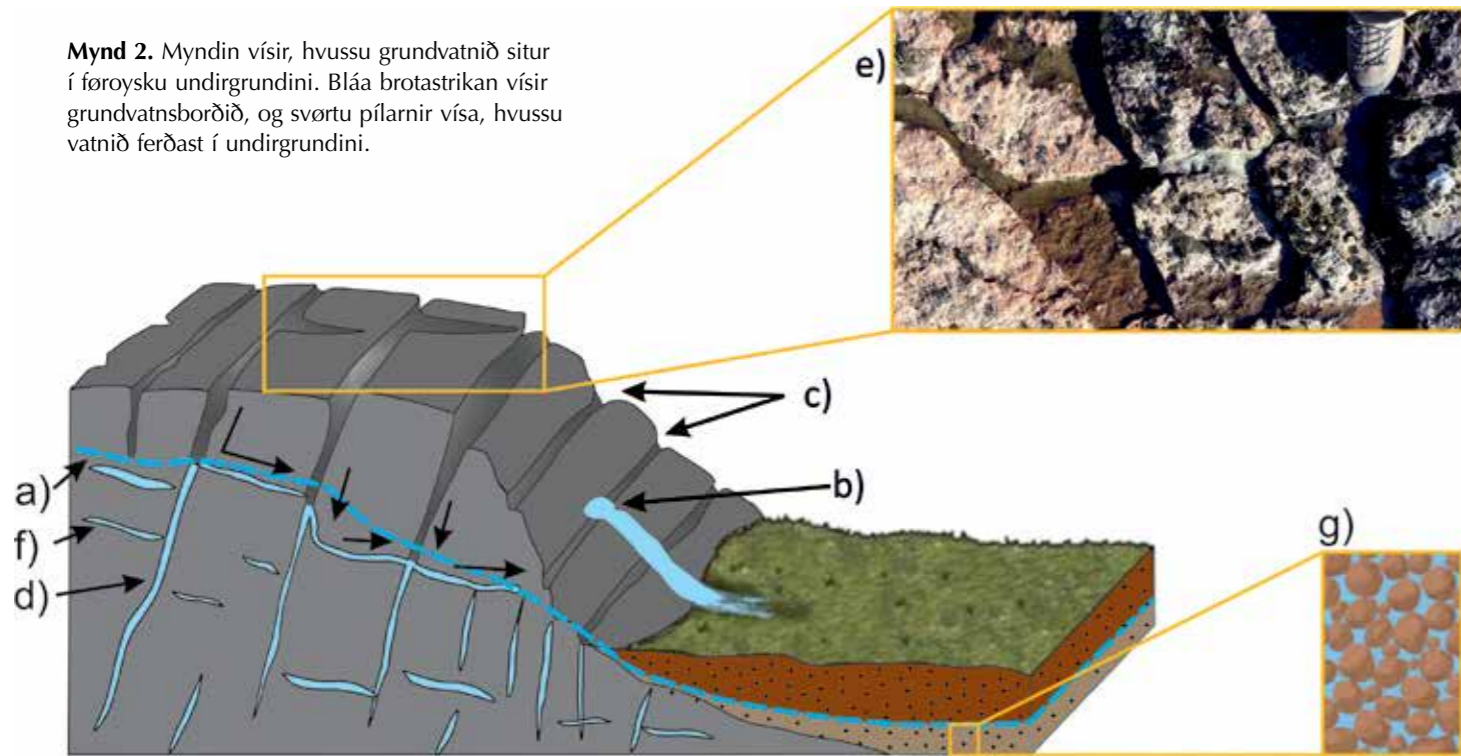 Mynd 2. Myndin vísir, hvussu grundvatnið situr
í føroysku undirgrundini. Bláa brotastrikan vísir
grundvatnsborðið, og svørtu pílarnir vísa, hvussu
vatnið ferðast í undirgrundini.
e)
c)
a)
b)
f)
g)
d)